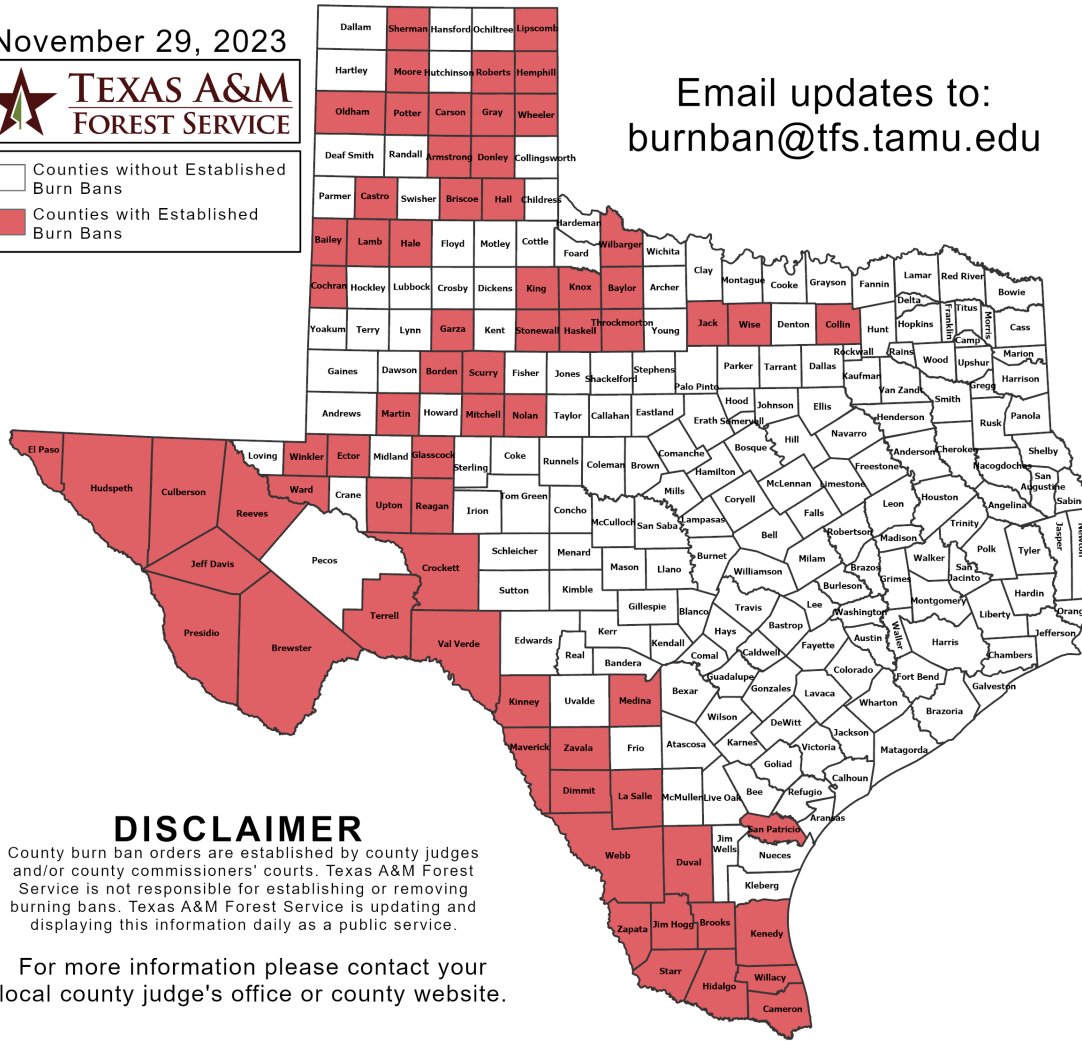 November 29, 2023
TEXAS A&M
FOREST SERVICE
Counties without Established
Burn Bans
Counties with Established
Burn Bans
Email updates to:
burnban@tfs.tamu.edu
Dallam Sherman Hansford Ochiltree Lipscomb
Hartley Moore Hutchinson Roberts Hemphill
Oldham Potter Carson Gray Wheeler
Deaf Smith Randall Armstrong Donley Collingsworth
Parmer Castro Swisher Briscoe Hall Childress
Hardeman
Bailey Lamb Hale Floyd Motley Cottle Foard Wilbarger Wichita
Clay Montague Cooke Grayson Fannin Lamar Red River Bowie
Cochran Hockley Lubbock Crosby Dickens King Knox Baylor Archer
Delta Franklin Titus Morris Cass
Yoakum Terry Lynn Garza Kent Stonewall Haskell Throckmorton Young Jack Wise Denton Collin Hunt Hopkins
Camp
Rockwall Rains Wood Upshur Marion
Gaines Dawson Borden Scurry Fisher Jones Shackelford Stephens Palo Pinto Parker Tarrant Dallas Kaufman Van Zandt Smith Gregg Harrison
Andrews Martin Howard Mitchell Nolan Taylor Callahan Eastland Erath Hood Somervell Johnson Ellis Henderson Rusk Panola
El Paso Loving Winkler Ector Midland Glasscock Sterling Coke Runnels Coleman Brown Comanche Bosque Hill Navarro Anderson Cherokee Shelby
Hudspeth Culberson Reeves Ward Crane Upton Reagan Irion Tom Green Concho Mills Hamilton McLennan Limestone Freestone Nacogdoches San
Augustine Sabin
McCulloch San Saba Lampasas Coryell Falls Leon Houston Angelina
Jeff Davis Pecos Crockett Schleicher Menard Bell Robertson Madison Trinity Polk Tyler Jasper Newton
Mason Llano Burnet Williamson Milam Brazos Grimes Walker San
Jacinto
Terrell Sutton Kimble Burleson Montgomery Hardin
Presidio Brewster Val Verde Gillespie Blanco Travis Lee Washington Liberty Orang
Edwards Kerr Kendall Hays Bastrop Fayette Austin Waller Harris Jefferson
Real Bandera Comal Caldwell Colorado Chambers
Kinney Uvalde Medina Bexar Guadalupe Gonzales Lavaca Wharton Fort Bend Galveston
Wilson Brazoria
Maverick Zavala Frio Atascosa Karnes DeWitt Victoria Jackson Matagorda
Dimmit La Salle McMullen Live Oak Bee Goliad Refugio Calhoun
Aransas
Webb Duval Jim
Wells San Patricio
Nueces
Kleberg
Zapata Jim Hogg Brooks Kenedy
Starr Hidalgo Willacy
Cameron
DISCLAIMER
County burn ban orders are established by county judges
and/or county commissioners' courts. Texas A&M Forest
Service is not responsible for establishing or removing
burning bans. Texas A&M Forest Service is updating and
displaying this information daily as a public service.
For more information please contact your
local county judge's office or county website.